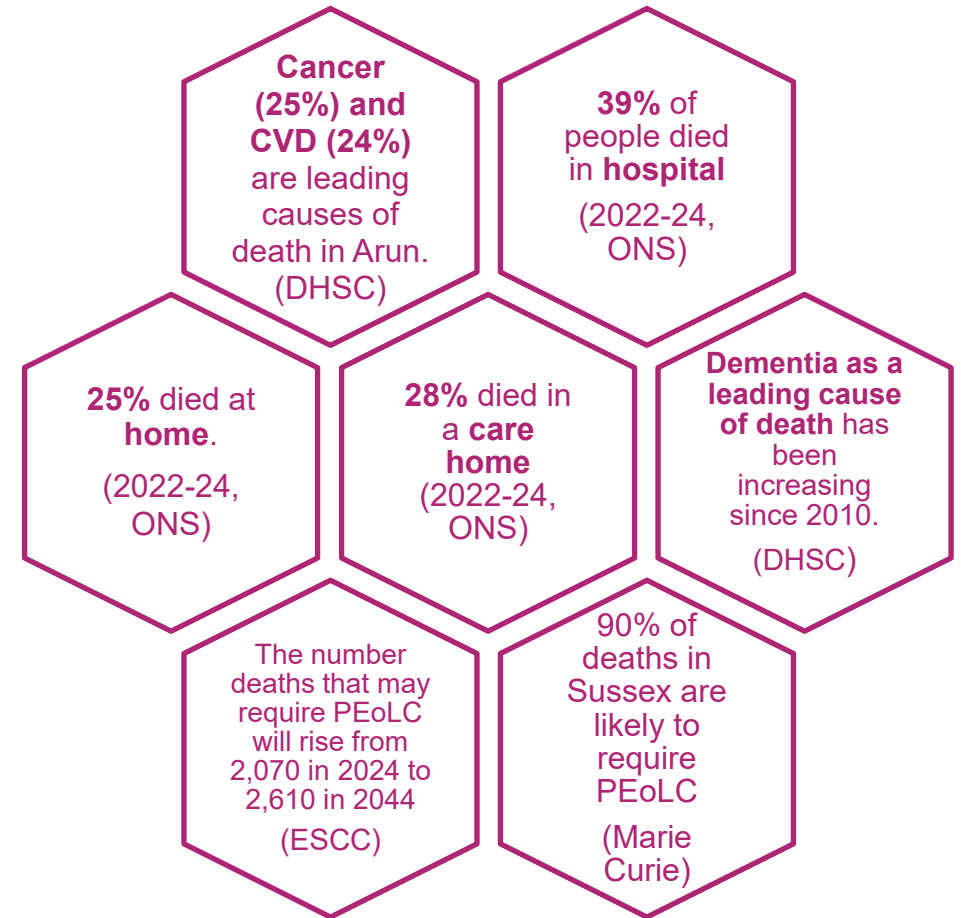 Cancer
(25%) and
CVD (24%)
are leading
causes of
death in Arun.
(DHSC)
39% of
people died
in hospital
(2022-24,
ONS)
25% died at
home.
(2022-24,
ONS)
28% died in
a care
home
(2022-24,
ONS)
Dementia as a
leading cause
of death has
been
increasing
since 2010.
(DHSC)
The number
deaths that may
require PEoLC
will rise from
2,070 in 2024 to
2,610 in 2044
(ESCC)
90% of
deaths in
Sussex are
likely to
require
PEoLC
(Marie
Curie)